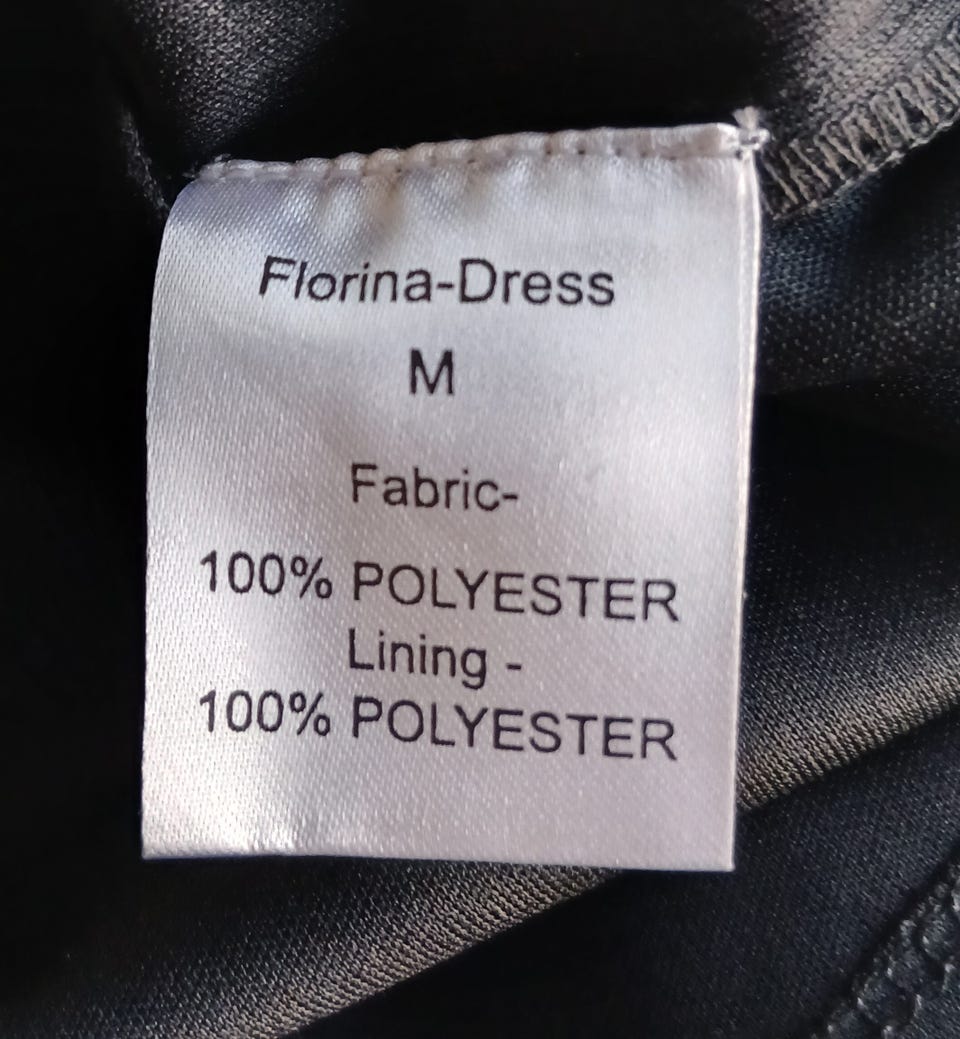 Florina-Dress
M
Fabric-
100% POLYESTER
Lining -
100% POLYESTER